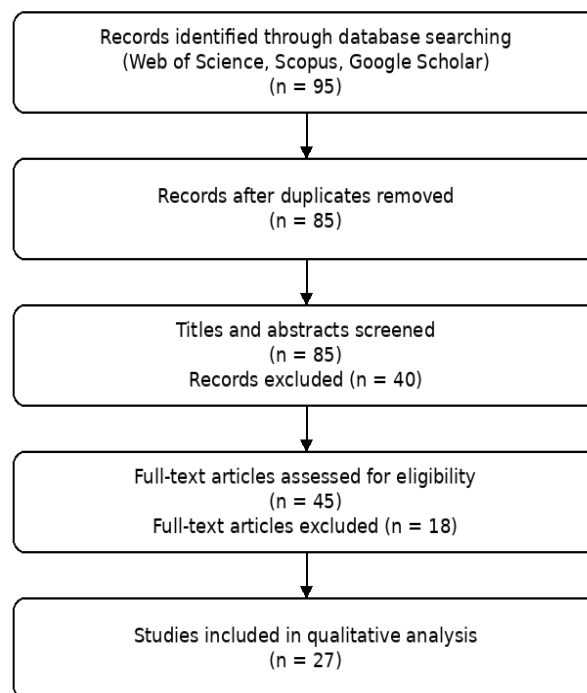 Records identified through database searching
(Web of Science, Scopus, Google Scholar)
(n = 95)
Records after duplicates removed
(n = 85)
Titles and abstracts screened
(n = 85)
Records excluded (n = 40)
Full-text articles assessed for eligibility
(n = 45)
Full-text articles excluded (n = 18)
Studies included in qualitative analysis
(n = 27)